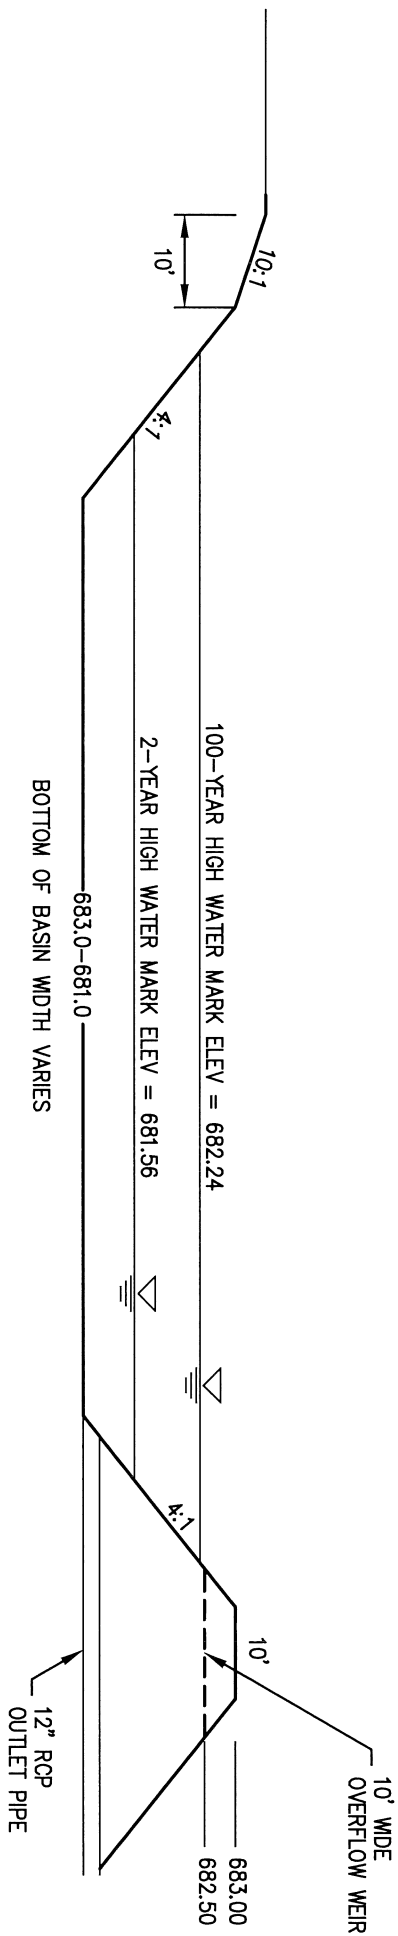 10:1
10'
4:1
100-YEAR HIGH WATER MARK ELEV = 682.24
2-YEAR HIGH WATER MARK ELEV = 681.56
683.0-681.0
BOTTOM OF BASIN WIDTH VARIES
4:1
10'
10' WIDE
OVERFLOW WEIR
683.00
682.50
12" RCP
OUTLET PIPE